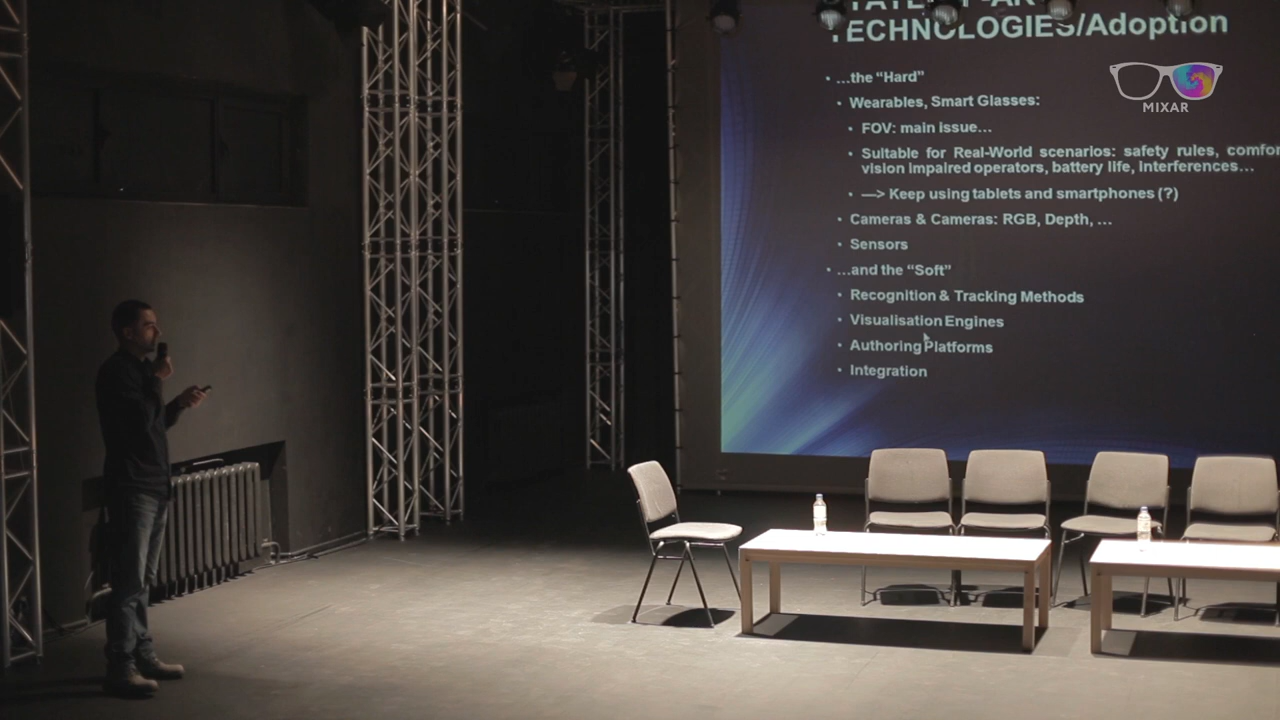 TECHNOLOGIES/Adoption
• ...the “Hard”
• Wearables, Smart Glasses:
• FOV: main issue...
• Suitable for Real-World scenarios: safety rules,
vision impaired operators, battery life, Interferences...
• —> Keep using tablets and smartphones (?)
• Cameras & Cameras: RGB, Depth, ...
• Sensors
• ...and the “Soft”
• Recognition & Tracking Methods
• Visualisation Engines
• Authoring Platforms
• Integration
MIXAR